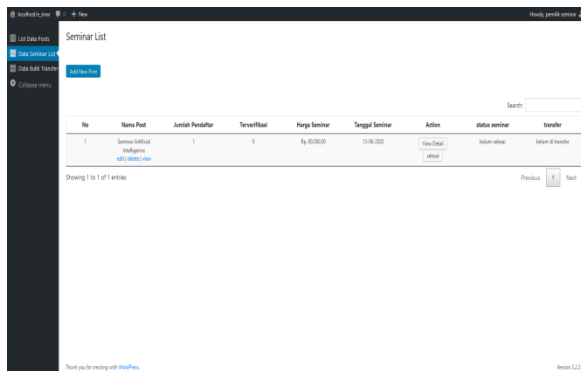 localhost/e_sinar 0 + New Howdy, pemilik seminar
List Data Posts
Data Seminar List
Data Bukti Transfer
Collapse menu
Seminar List
Add New Post
Search:
No Nama Post Jumlah Pendaftar Terverifikasi Harga Seminar Tanggal Seminar Action status seminar transfer
1 Seminar Artificial Intelligence 1 0 Rp. 30.000,00 13-06-2020 View Detail belum selesai belum di transfer
edit | delete | view selesai
Showing 1 to 1 of 1 entries Previous 1 Next
Thank you for creating with WordPress. Version 5.2.3